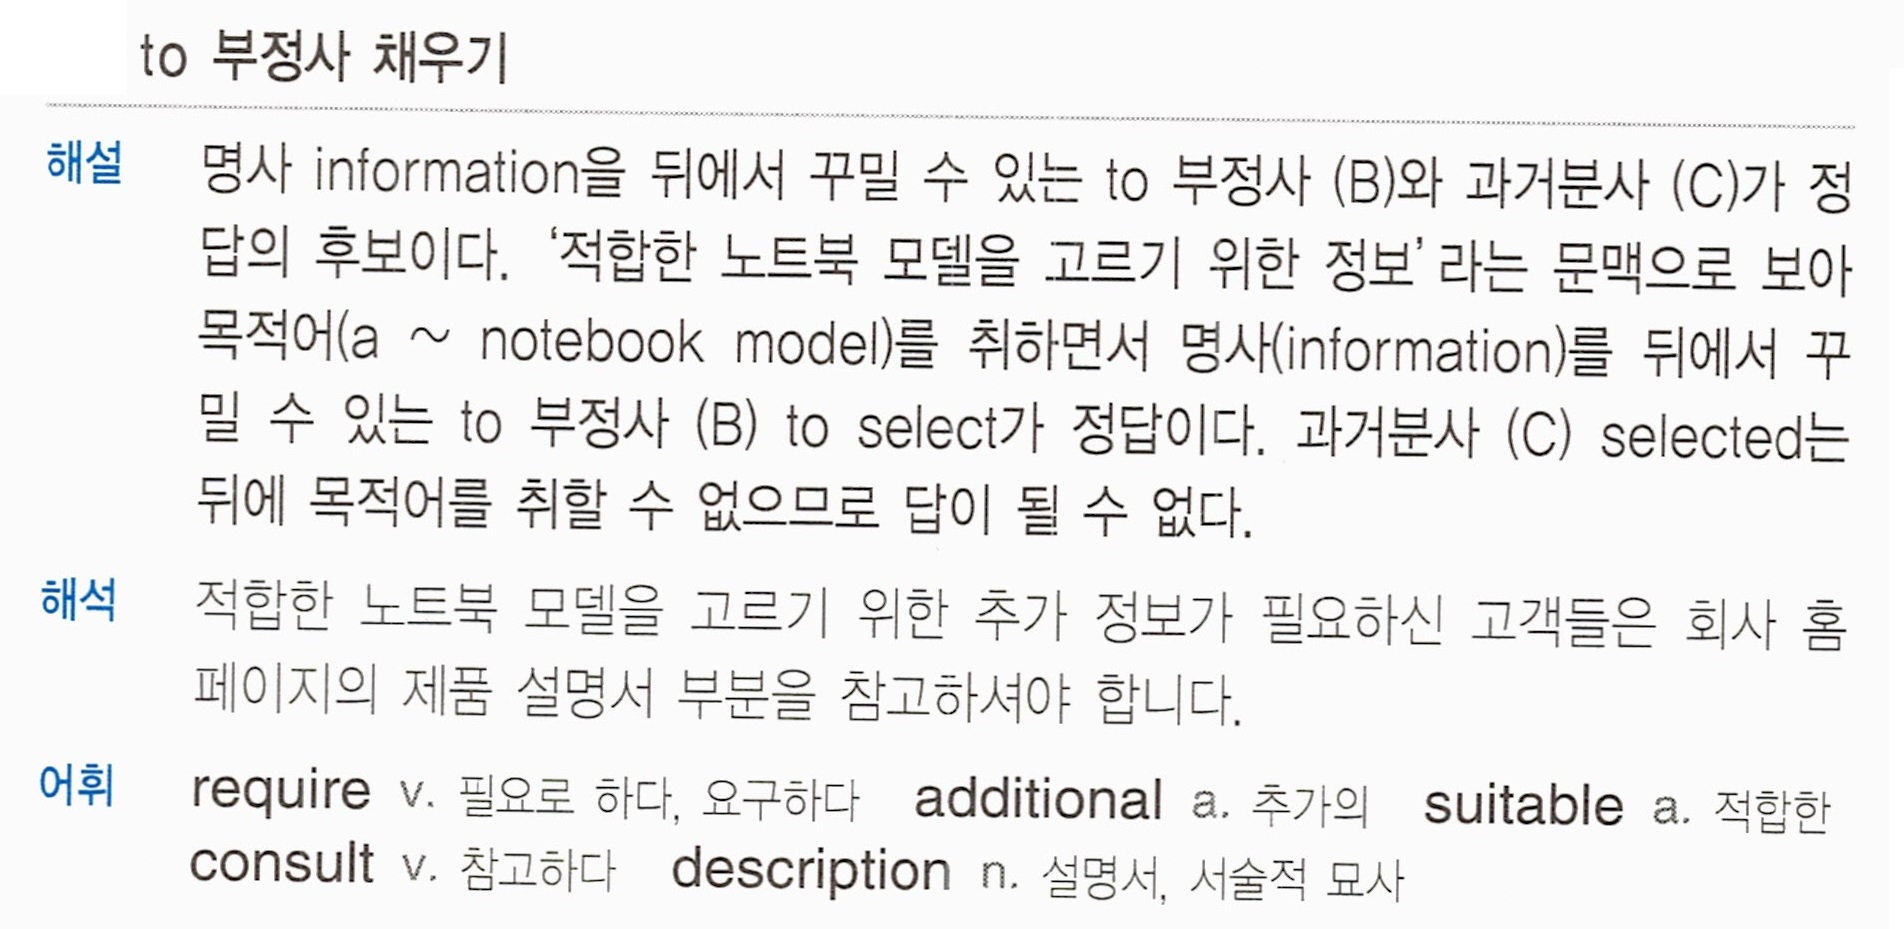 to 부정사 채우기
해설 명사 information을 뒤에서 꾸밀 수 있는 to 부정사 (B)와 과거분사 (C)가 정
답의 후보이다. ‘적합한 노트북 모델을 고르기 위한 정보’라는 문맥으로 보아
목적어(a ~ notebook model)를 취하면서 명사(information)를 뒤에서 꾸
밀 수 있는 to 부정사 (B) to select가 정답이다. 과거분사 (C) selected는
뒤에 목적어를 취할 수 없으므로 답이 될 수 없다.
해석 적합한 노트북 모델을 고르기 위한 추가 정보가 필요하신 고객들은 회사 홈
페이지의 제품 설명서 부분을 참고하셔야 합니다.
어휘 require v. 필요로 하다, 요구하다 additional a. 추가의 suitable a. 적합한
consult v. 참고하다 description n. 설명서, 서술적 묘사